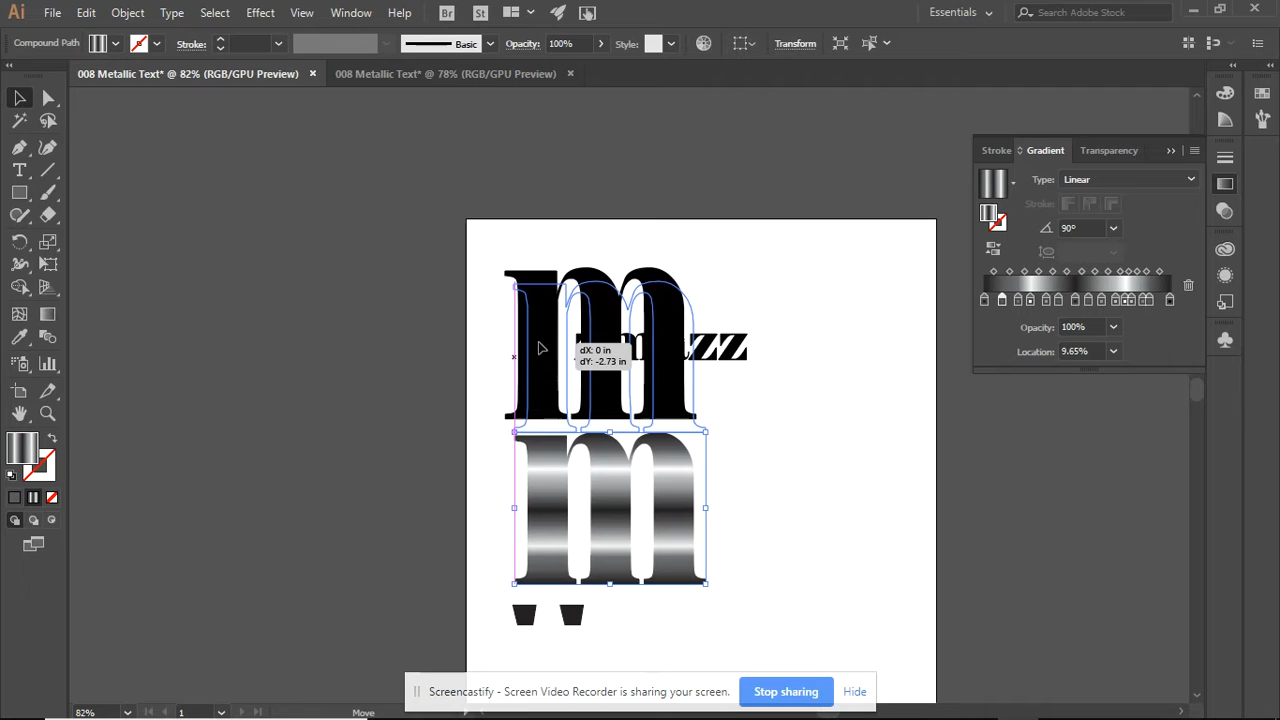 Ai File Edit Object Type Select Effect View Window Help Br St Essentials Search Adobe Stock
Compound Path Stroke: Basic Opacity: 100% Style: Transform
008 Metallic Text* @ 82% (RGB/GPU Preview) × 008 Metallic Text* @ 78% (RGB/GPU Preview) ×
Stroke Gradient Transparency
Type: Linear
Stroke:
90°
Opacity: 100%
Location: 9.65%
m
zz
dX: 0 in
dY: -2.73 in
m
Screencastify - Screen Video Recorder is sharing your screen. Stop sharing Hide
82% 1 Move